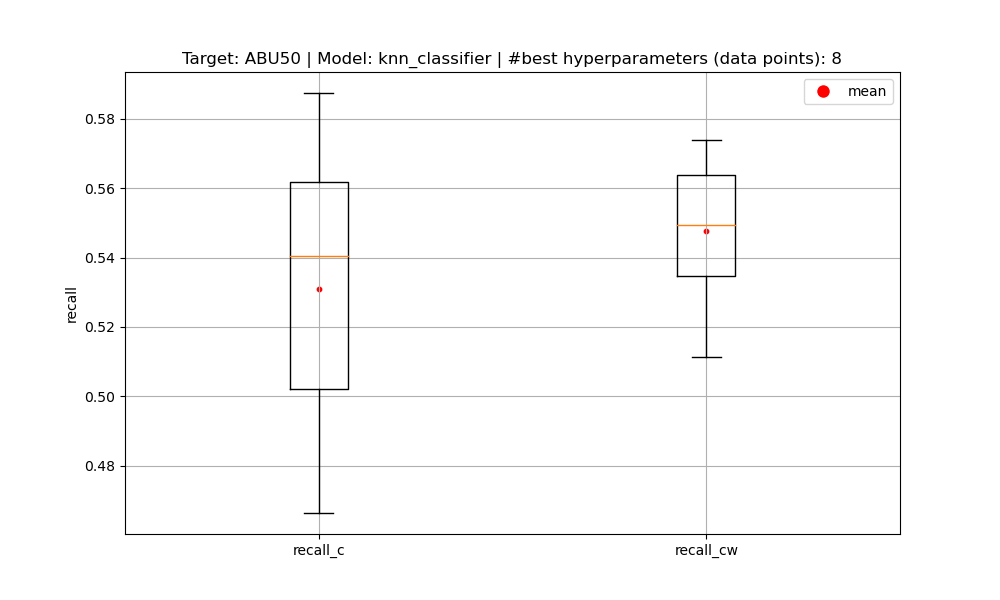 Target: ABU50 | Model: knn_classifier | #best hyperparameters (data points): 8
mean
0.58
0.56
0.54
0.52
0.50
0.48
recall
recall_c
recall_cw